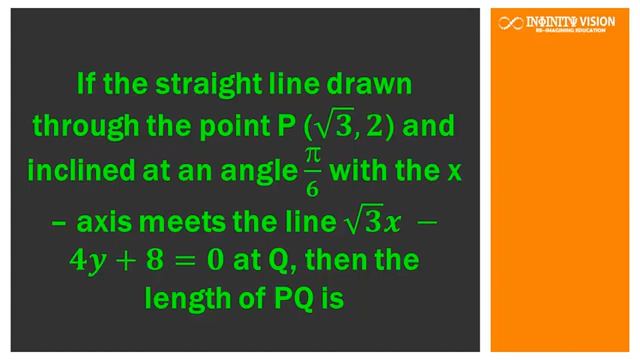 INFINITY VISION
RE-IMAGINING EDUCATION
If the straight line drawn
through the point P (√3, 2) and
inclined at an angle π/6 with the x
– axis meets the line √3x −
4y + 8 = 0 at Q, then the
length of PQ is